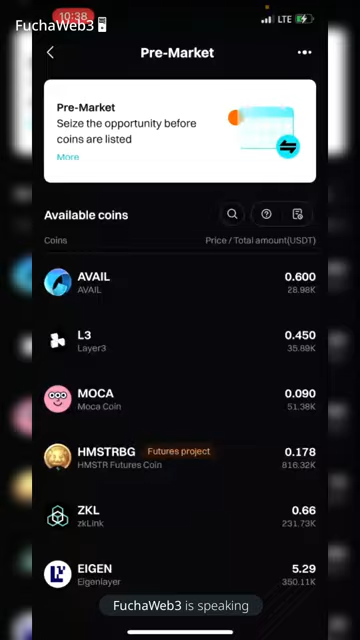 10:38
LTE
FuchaWeb3
Pre-Market
Pre-Market
Seize the opportunity before
coins are listed
More
Available coins
Coins Price / Total amount(USDT)
AVAIL 0.600
AVAIL 28.98K
L3 0.450
Layer3 35.89K
MOCA 0.090
Moca Coin 51.38K
HMSTRBG Futures project 0.178
HMSTR Futures Coin 816.32K
ZKL 0.66
zkLink 231.73K
EIGEN 5.29
Eigenlayer 350.11K
FuchaWeb3 is speaking